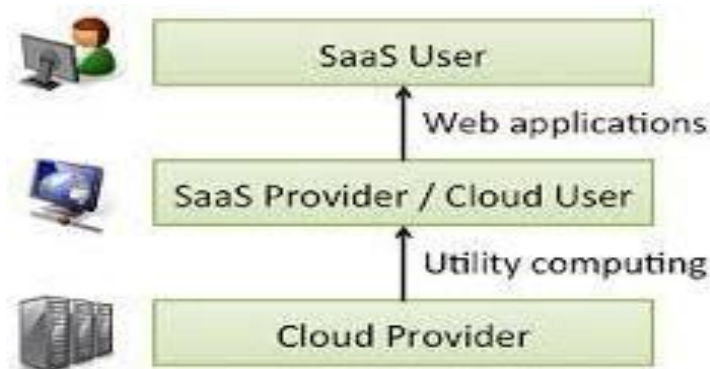 SaaS User
Web applications
SaaS Provider / Cloud User
Utility computing
Cloud Provider